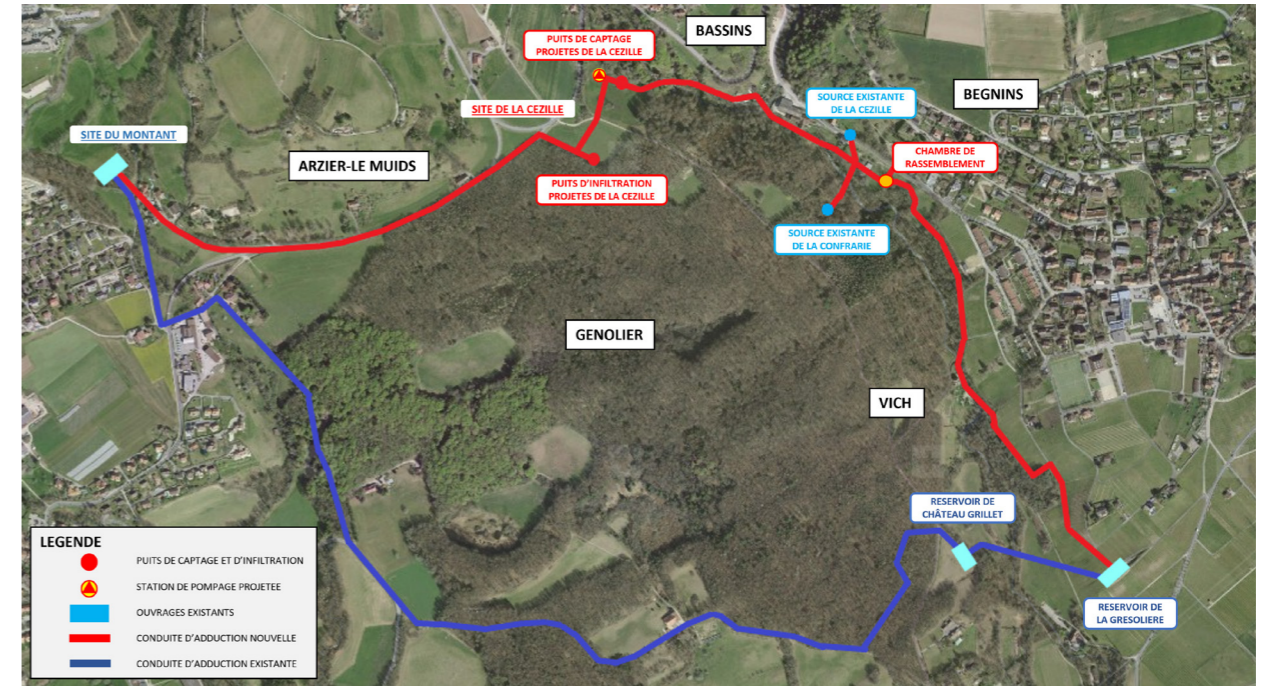 BASSINS
PUITS DE CAPTAGE
PROJETES DE LA CEZILLE
BEGNINS
SOURCE EXISTANTE
DE LA CEZILLE
SITE DE LA CEZILLE
SITE DU MONTANT
CHAMBRE DE
RASSEMBLEMENT
ARZIER-LE MUIDS
PUITS D'INFILTRATION
PROJETES DE LA CEZILLE
SOURCE EXISTANTE
DE LA CONFRARIE
GENOLIER
VICH
RESERVOIR DE
CHÂTEAU GRILLET
RESERVOIR DE
LA GRESOLIERE
LEGENDE
PUITS DE CAPTAGE ET D'INFILTRATION
STATION DE POMPAGE PROJETEE
OUVRAGES EXISTANTS
CONDUITE D'ADDUCTION NOUVELLE
CONDUITE D'ADDUCTION EXISTANTE